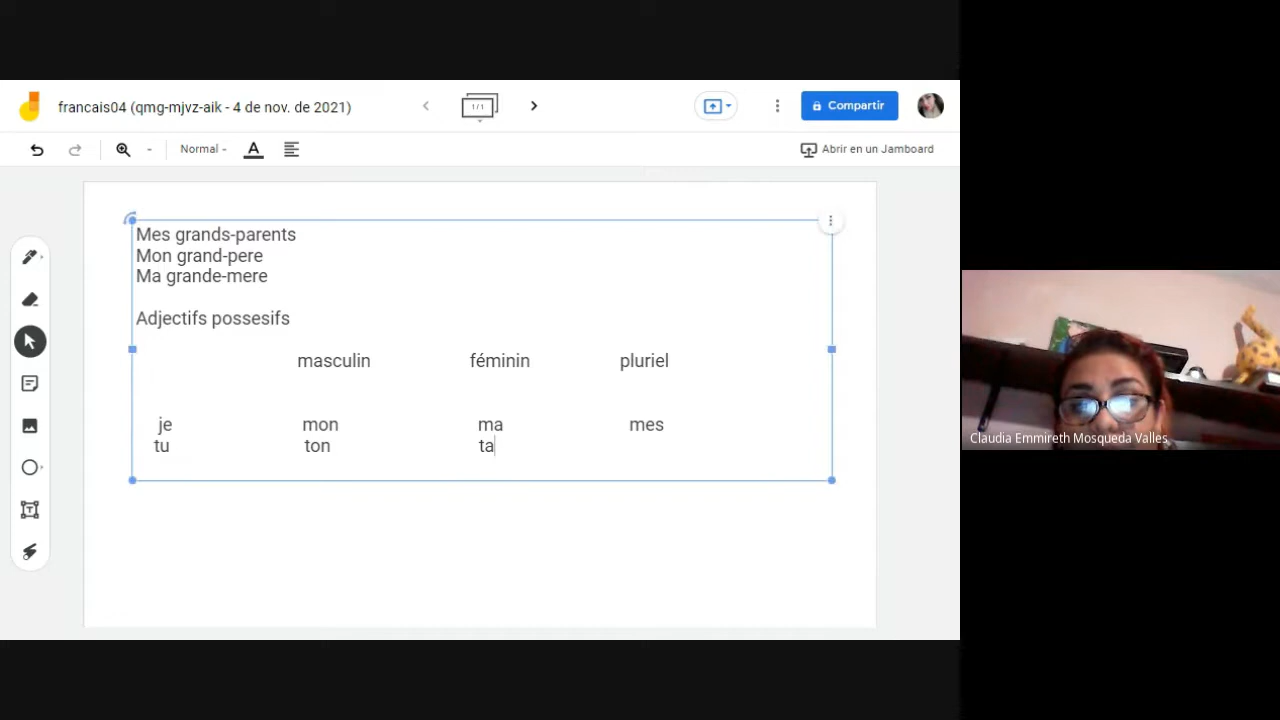 francais04 (qmg-mjvz-aik - 4 de nov. de 2021)
1/1
Compartir
Normal
A
Abrir en un Jamboard
Mes grands-parents
Mon grand-pere
Ma grande-mere
Adjectifs possesifs
masculin féminin pluriel
je mon ma mes
tu ton ta
Claudia Emmireth Mosqueda Valles